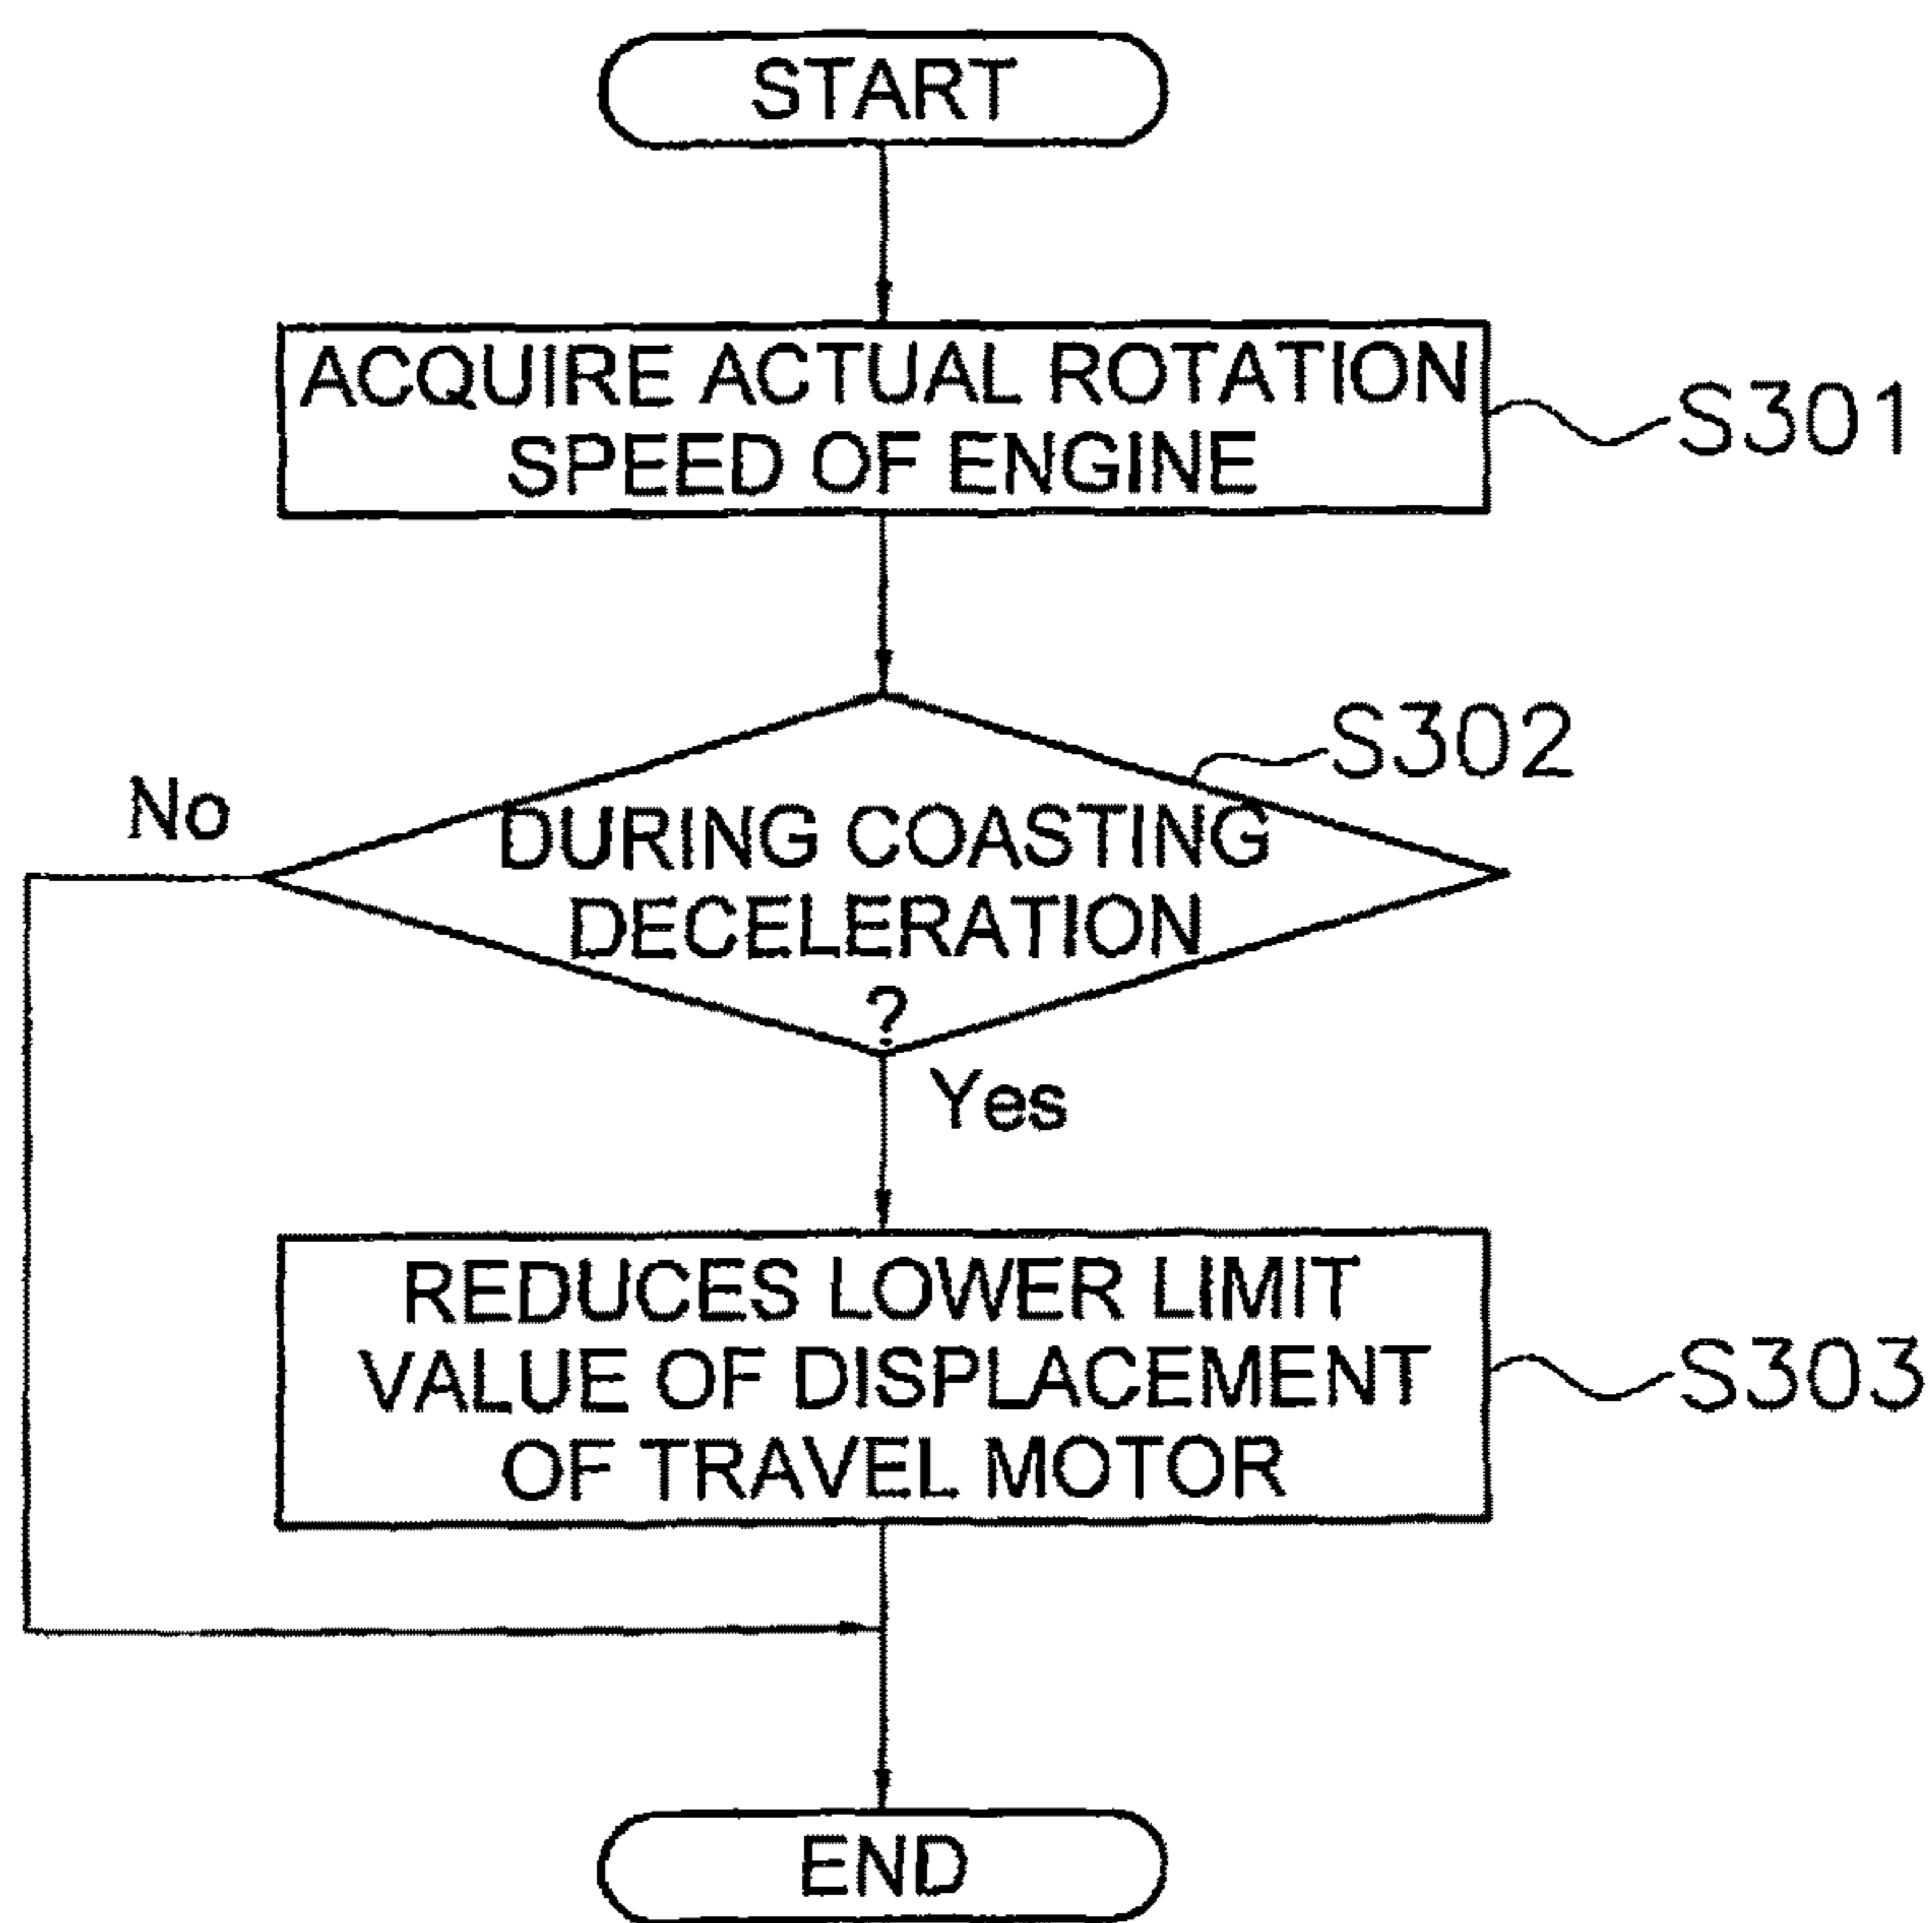 START
ACQUIRE ACTUAL ROTATION
SPEED OF ENGINE
S301
S302
No
DURING COASTING
DECELERATION
?
Yes
REDUCES LOWER LIMIT
VALUE OF DISPLACEMENT
OF TRAVEL MOTOR
S303
END